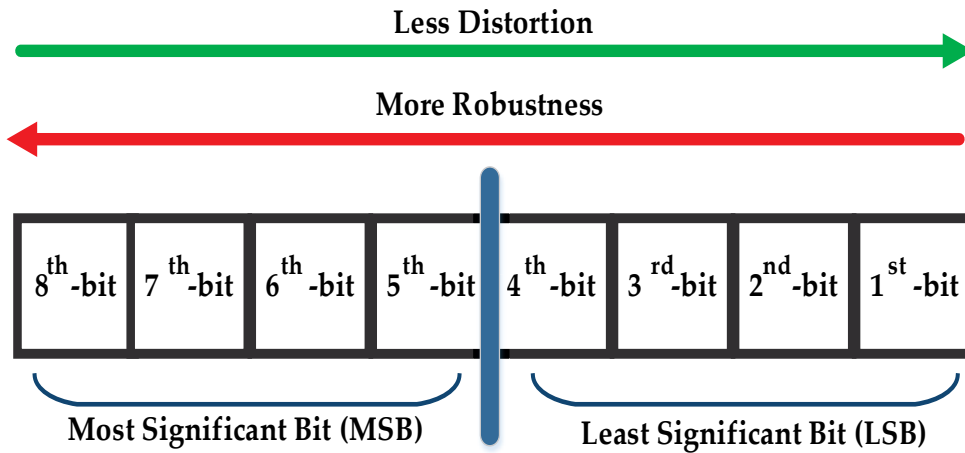 Less Distortion
More Robustness
8th-bit 7th-bit 6th-bit 5th-bit 4th-bit 3rd-bit 2nd-bit 1st-bit
Most Significant Bit (MSB) Least Significant Bit (LSB)